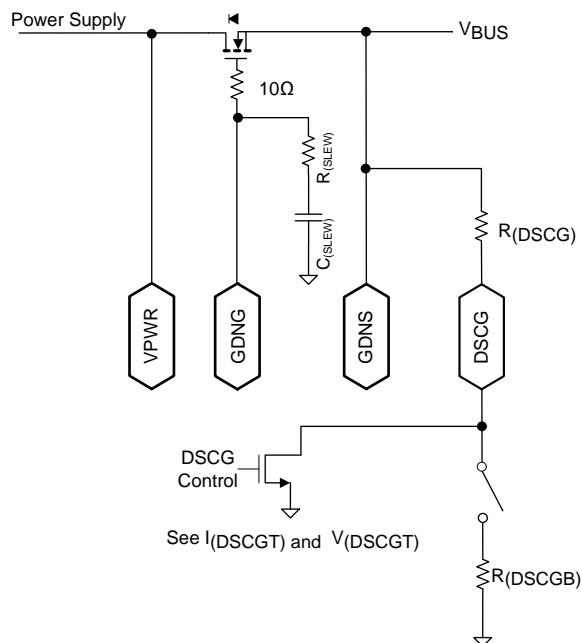 Power Supply
VBUS
10Ω
R(SLEW)
C(SLEW)
R(DSCG)
VPWR
GDNG
GDNS
DSCG
DSCG
Control
See I(DSCGT) and V(DSCGT)
R(DSCGB)